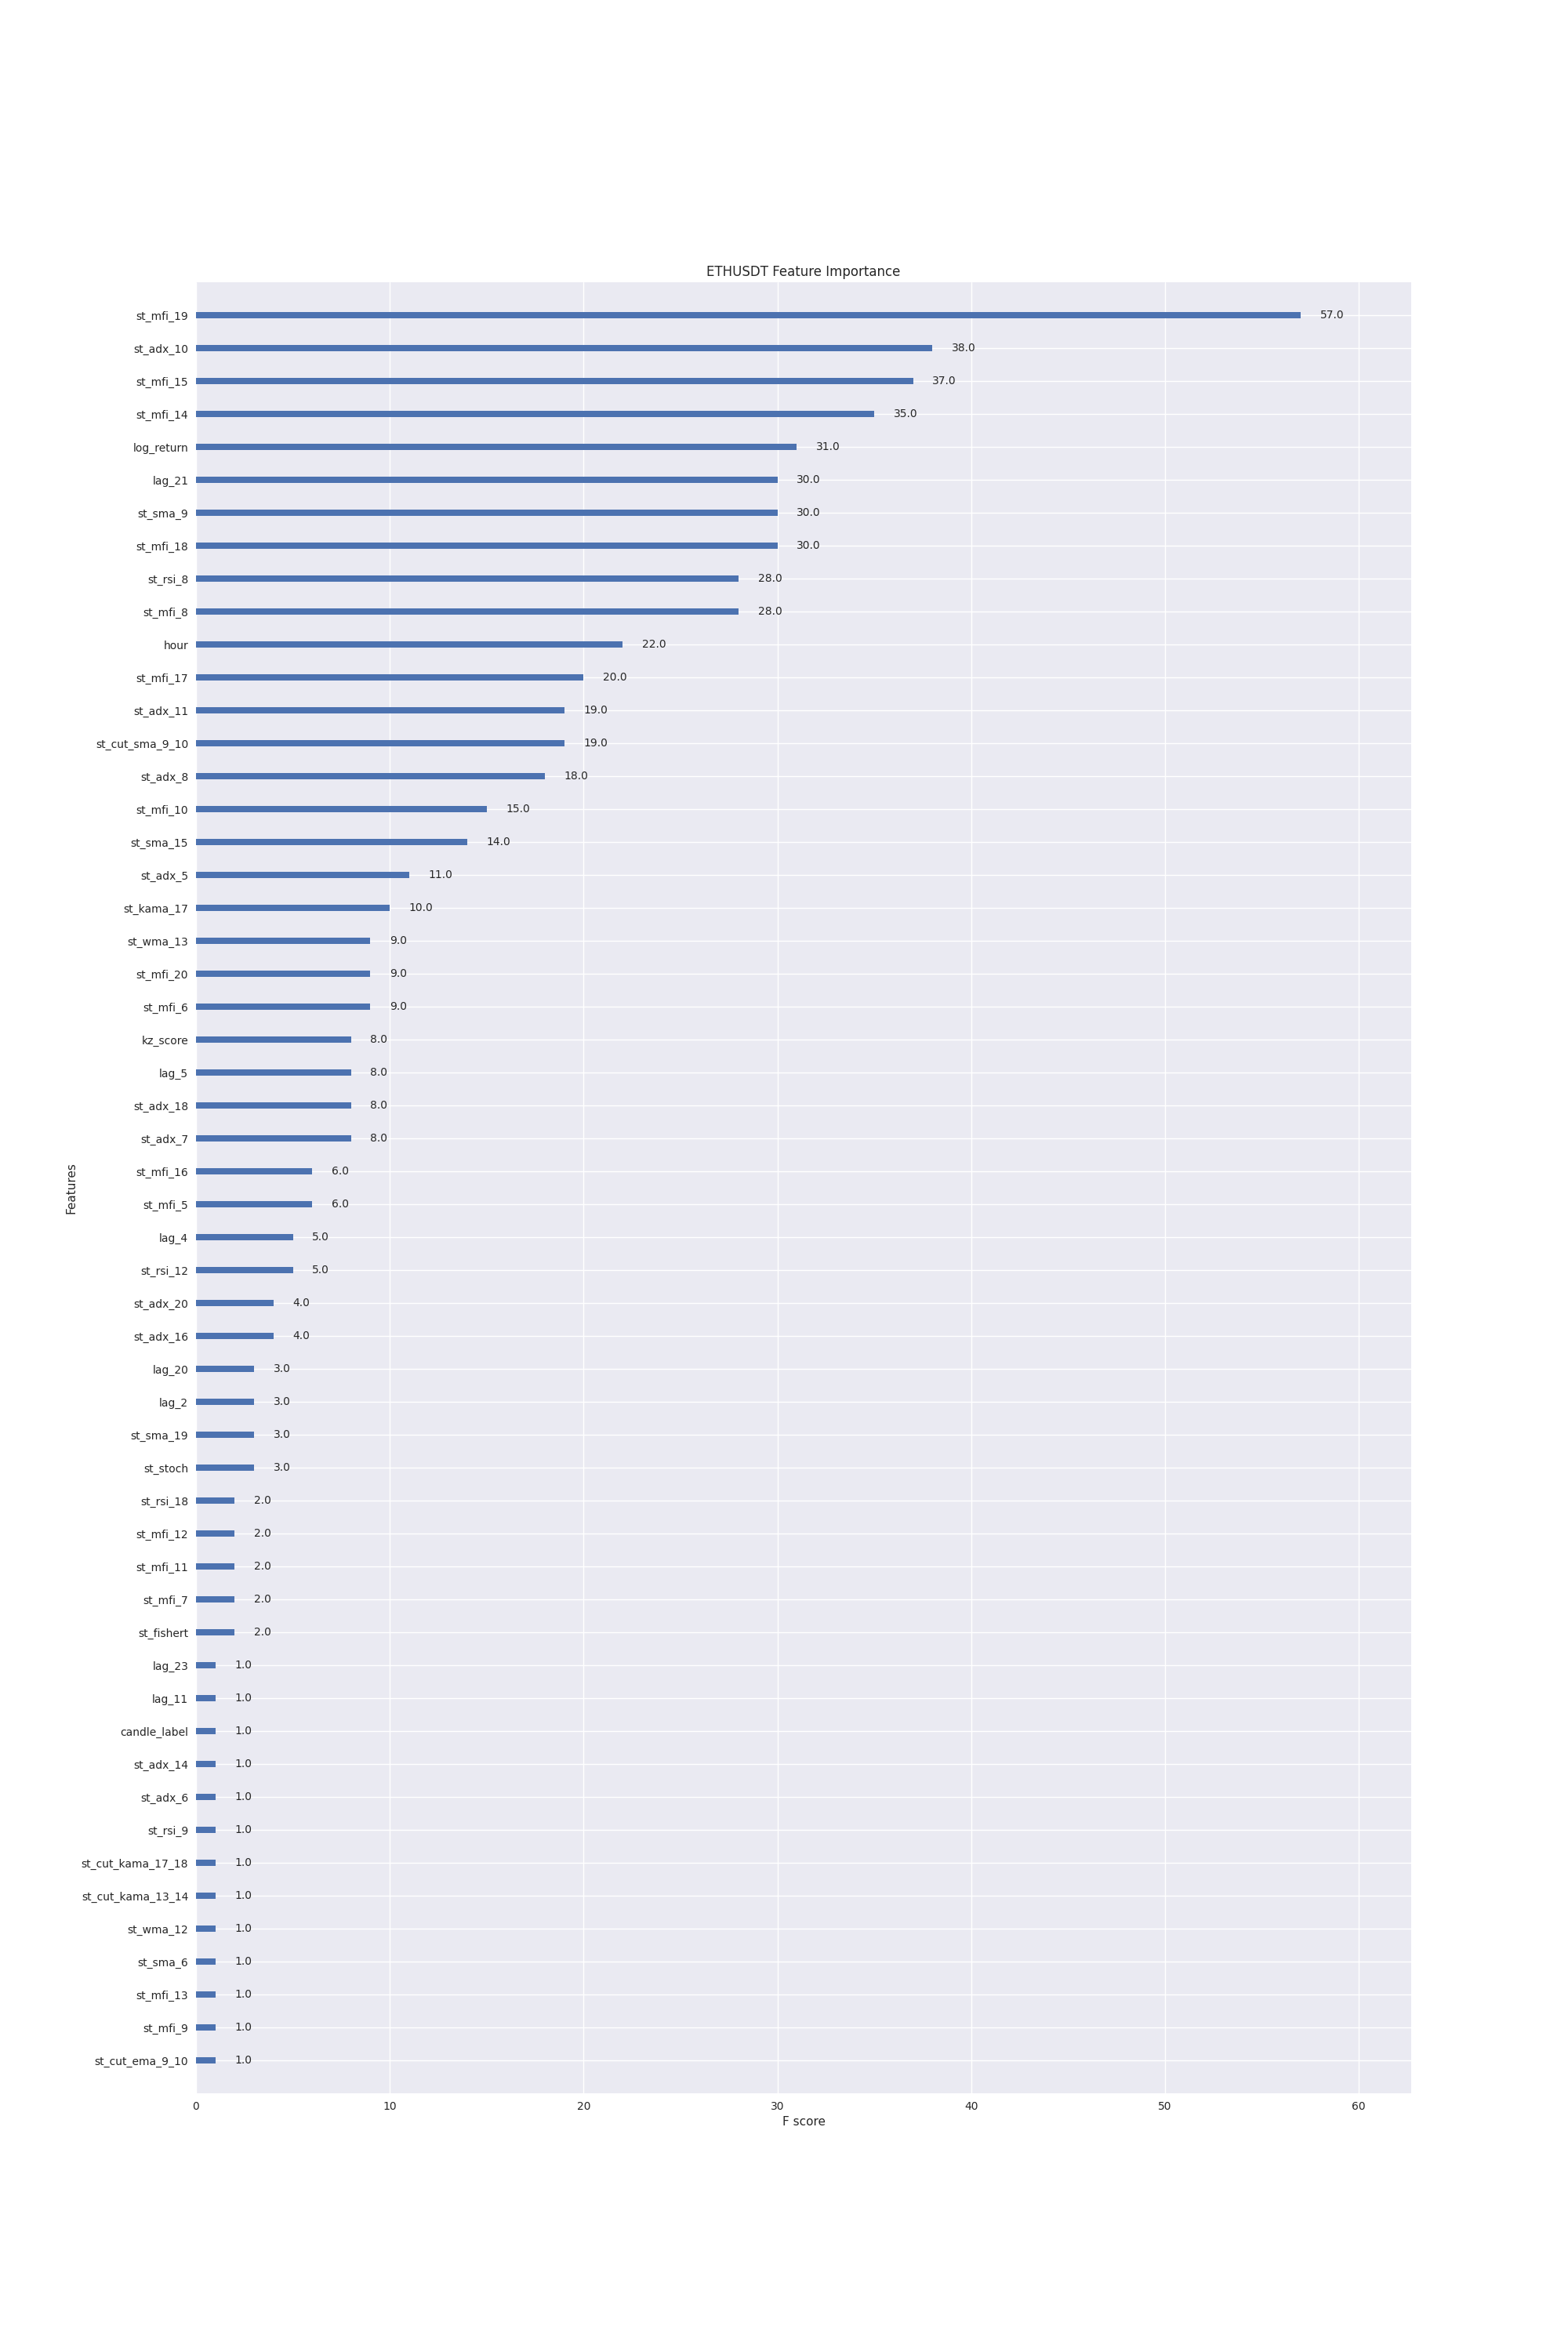 ETHUSDT Feature Importance
st_mfi_19 57.0
st_adx_10 38.0
st_mfi_15 37.0
st_mfi_14 35.0
log_return 31.0
lag_21 30.0
st_sma_9 30.0
st_mfi_18 30.0
st_rsi_8 28.0
st_mfi_8 28.0
hour 22.0
st_mfi_17 20.0
st_adx_11 19.0
st_cut_sma_9_10 19.0
st_adx_8 18.0
st_mfi_10 15.0
st_sma_15 14.0
st_adx_5 11.0
st_kama_17 10.0
st_wma_13 9.0
st_mfi_20 9.0
st_mfi_6 9.0
kz_score 8.0
lag_5 8.0
st_adx_18 8.0
st_adx_7 8.0
st_mfi_16 6.0
st_mfi_5 6.0
lag_4 5.0
st_rsi_12 5.0
st_adx_20 4.0
st_adx_16 4.0
lag_20 3.0
lag_2 3.0
st_sma_19 3.0
st_stoch 3.0
st_rsi_18 2.0
st_mfi_12 2.0
st_mfi_11 2.0
st_mfi_7 2.0
st_fishert 2.0
lag_23 1.0
lag_11 1.0
candle_label 1.0
st_adx_14 1.0
st_adx_6 1.0
st_rsi_9 1.0
st_cut_kama_17_18 1.0
st_cut_kama_13_14 1.0
st_wma_12 1.0
st_sma_6 1.0
st_mfi_13 1.0
st_mfi_9 1.0
st_cut_ema_9_10 1.0
Features
0 10 20 30 40 50 60
F score